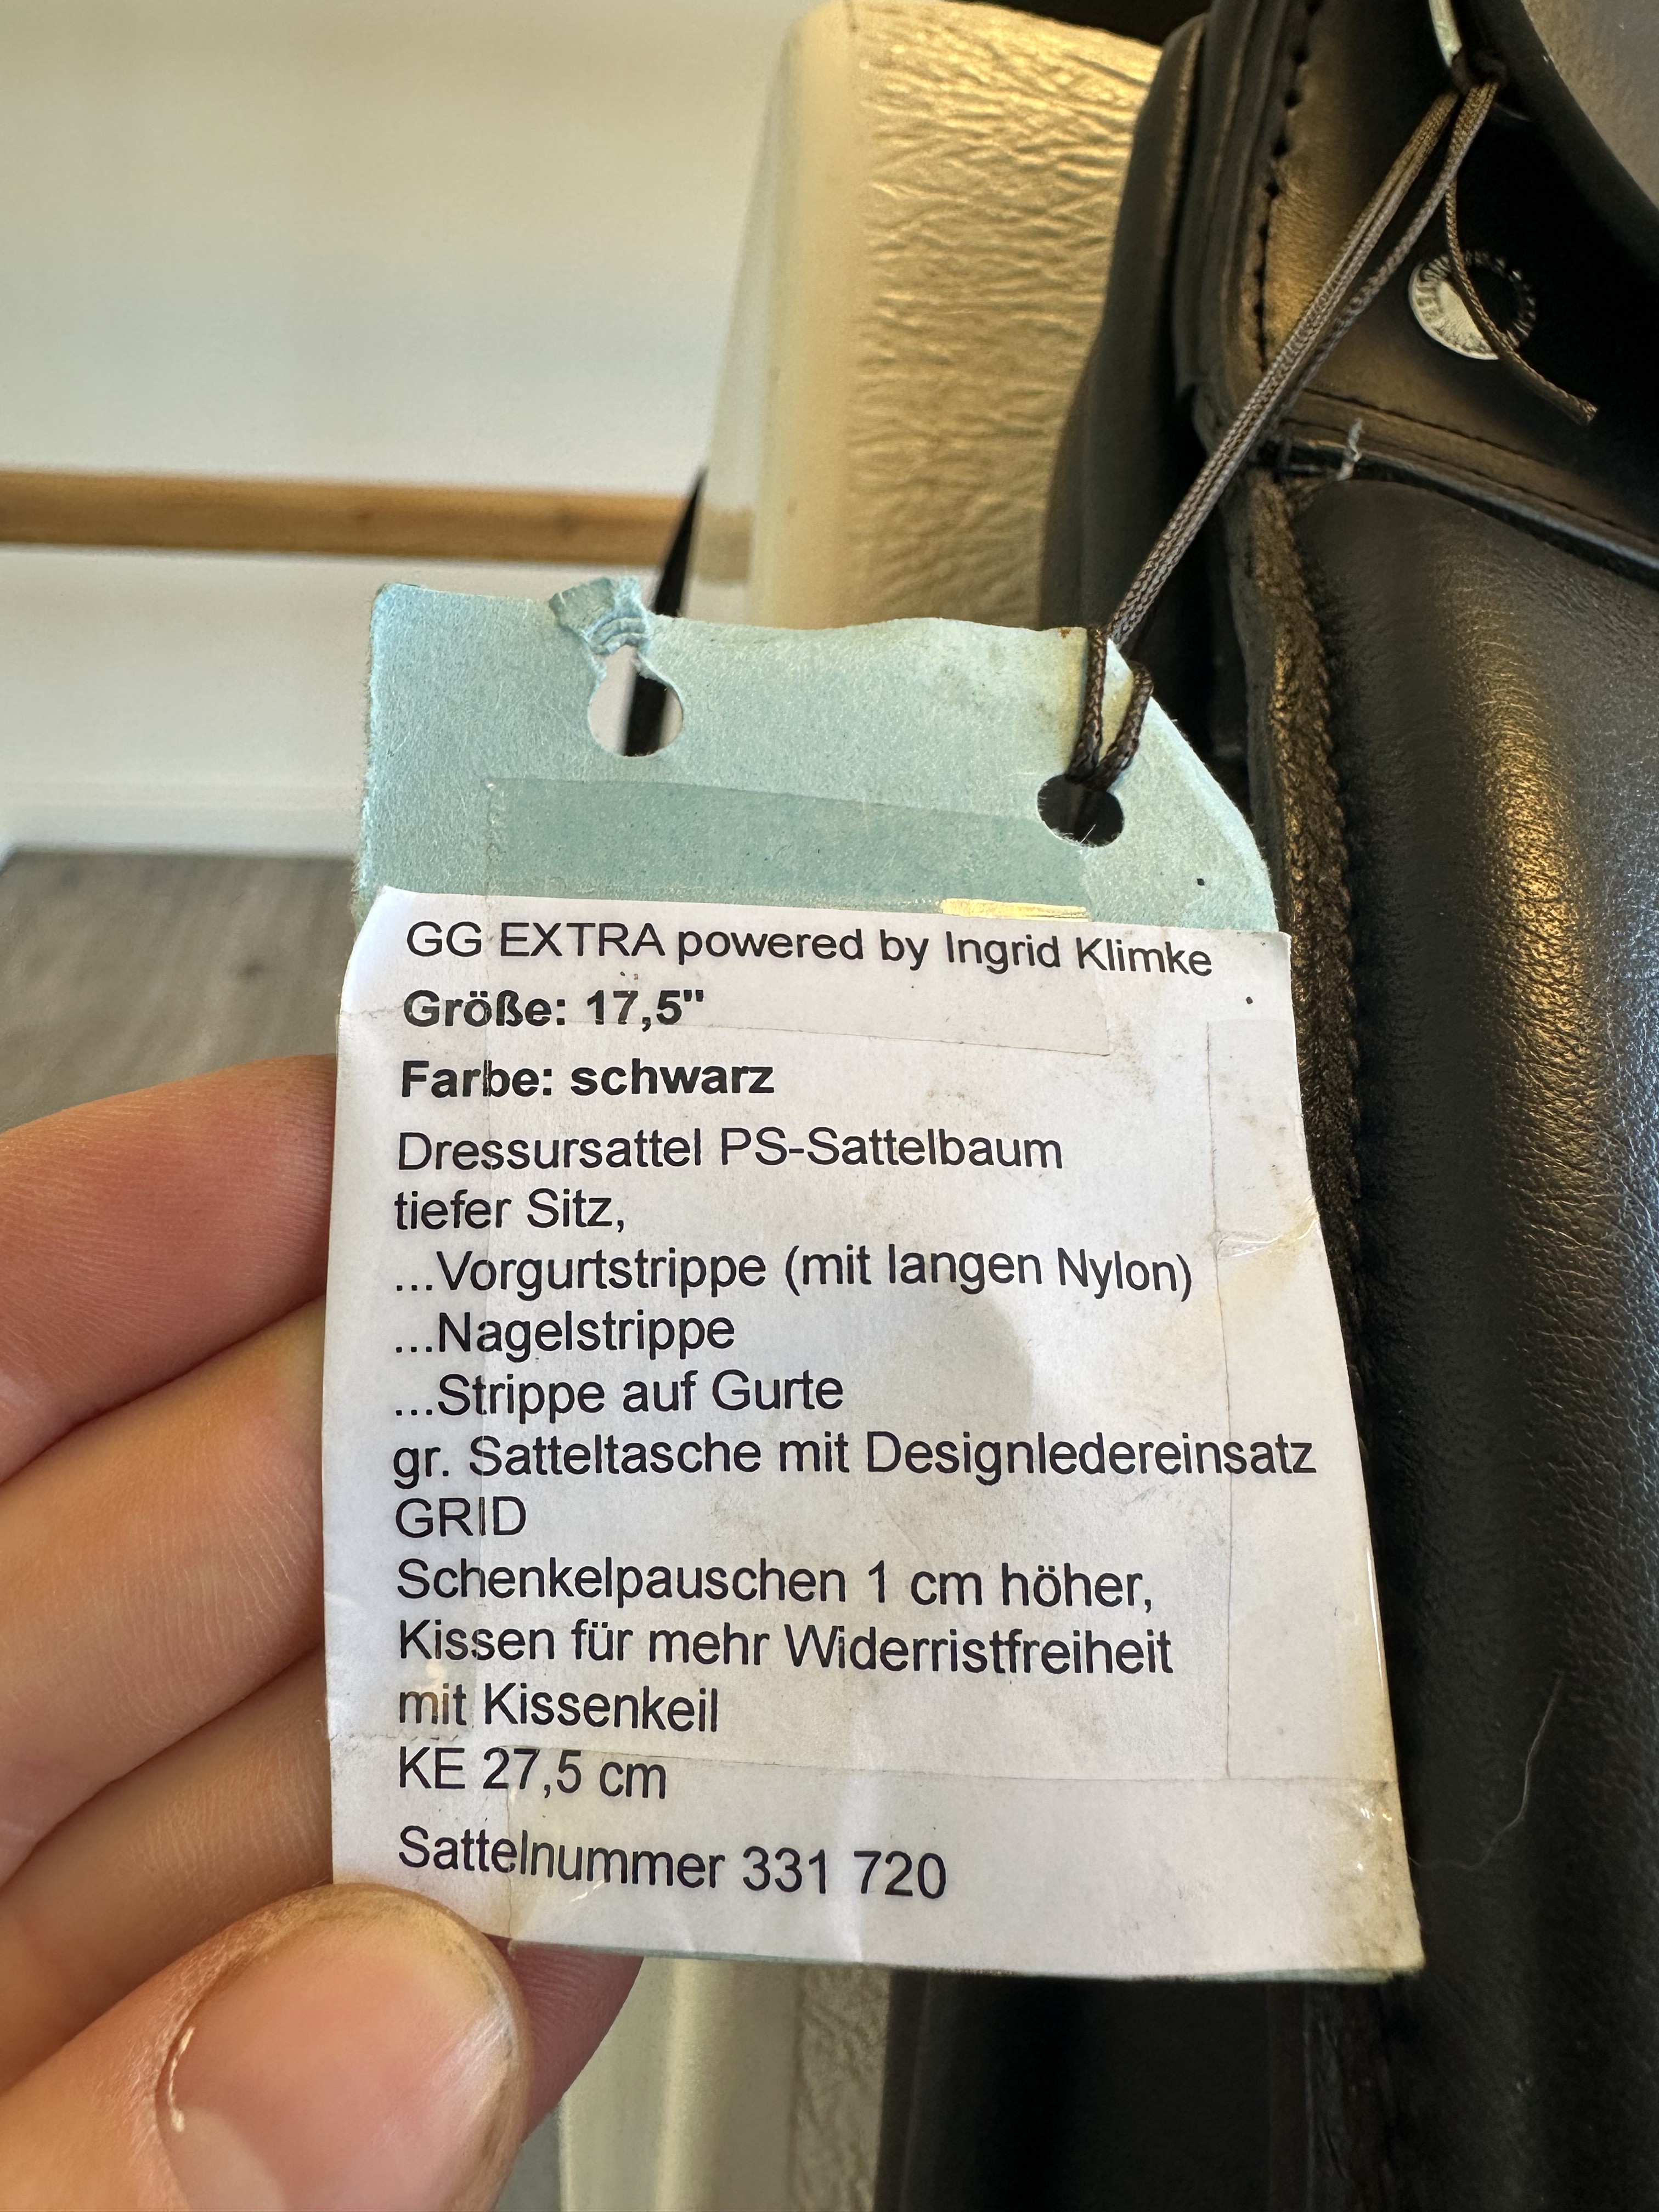 GG EXTRA powered by Ingrid Klimke
Größe: 17,5"
Farbe: schwarz
Dressursattel PS-Sattelbaum
tiefer Sitz,
...Vorgurtstrippe (mit langen Nylon)
...Nagelstrippe
...Strippe auf Gurte
gr. Satteltasche mit Designledereinsatz
GRID
Schenkelpauschen 1 cm höher,
Kissen für mehr Widerristfreiheit
mit Kissenkeil
KE 27,5 cm
Sattelnummer 331 720